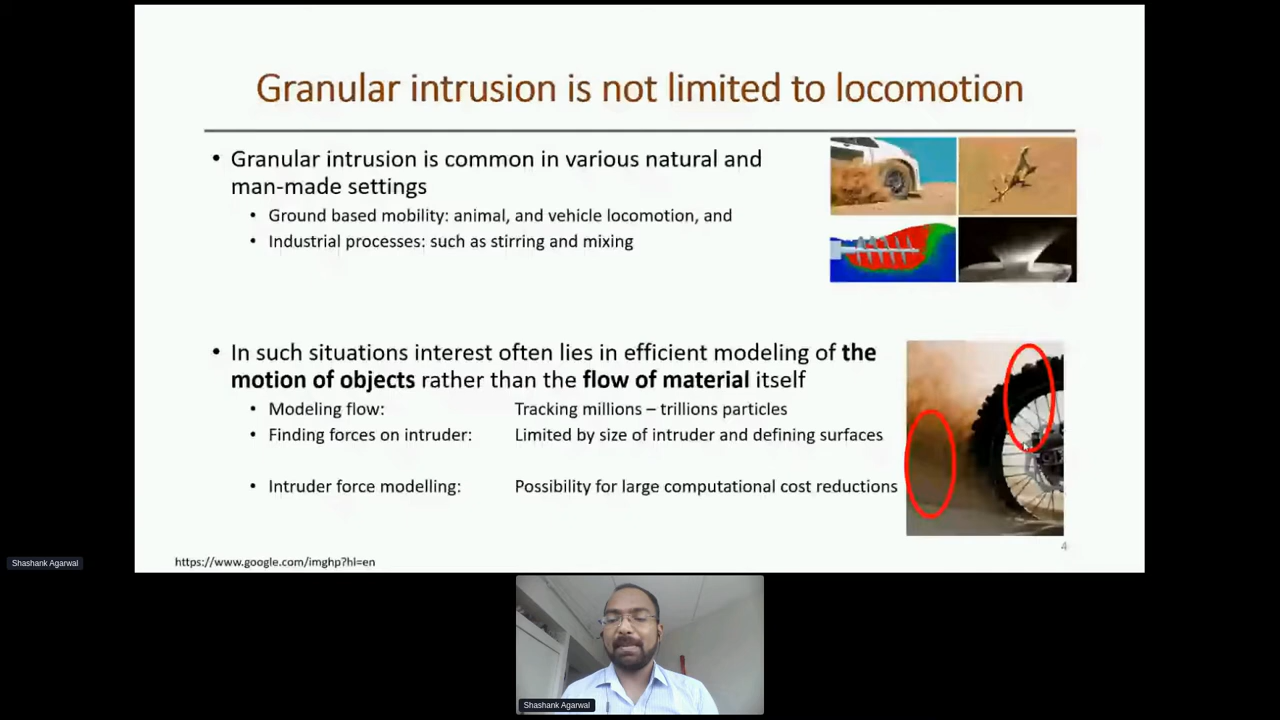 Granular intrusion is not limited to locomotion
• Granular intrusion is common in various natural and
man-made settings
• Ground based mobility: animal, and vehicle locomotion, and
• Industrial processes: such as stirring and mixing
• In such situations interest often lies in efficient modeling of the
motion of objects rather than the flow of material itself
• Modeling flow: Tracking millions – trillions particles
• Finding forces on intruder: Limited by size of intruder and defining surfaces
• Intruder force modelling: Possibility for large computational cost reductions
4
https://www.google.com/imghp?hl=en
Shashank Agarwal
Shashank Agarwal